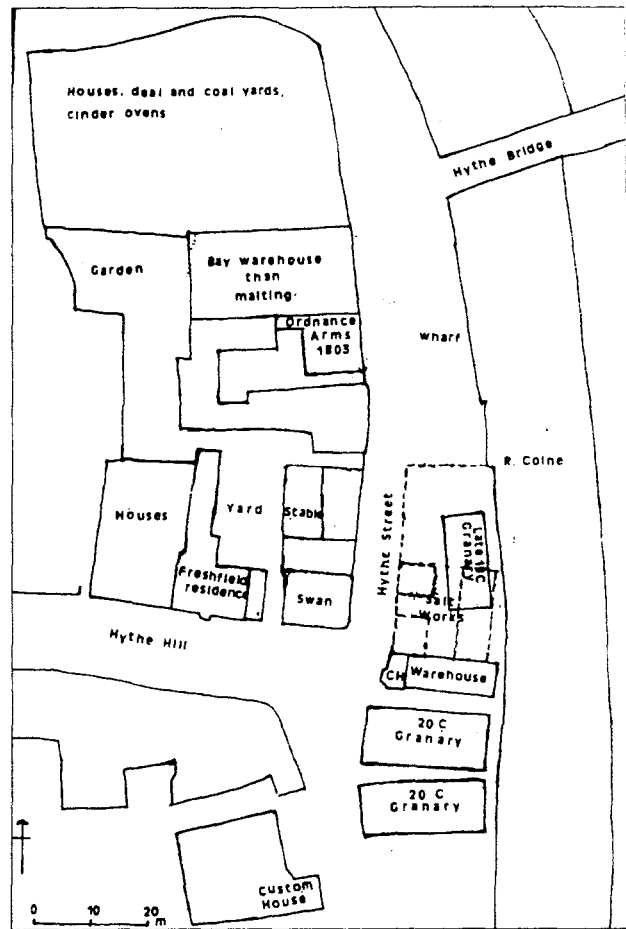 Houses, deal and coal yards,
cinder ovens
Hythe Bridge
Garden
Bay warehouse
than
malting.
Ordnance
Arms
1803
Wharf
R. Colne
Houses
Yard
Stable
Hythe Street
Late 18C
Granary
Freshfield
residence
Swan
Salt
Works
Hythe Hill
CH
Warehouse
20 C
Granary
20 C
Granary
Custom
House
0 10 20
m